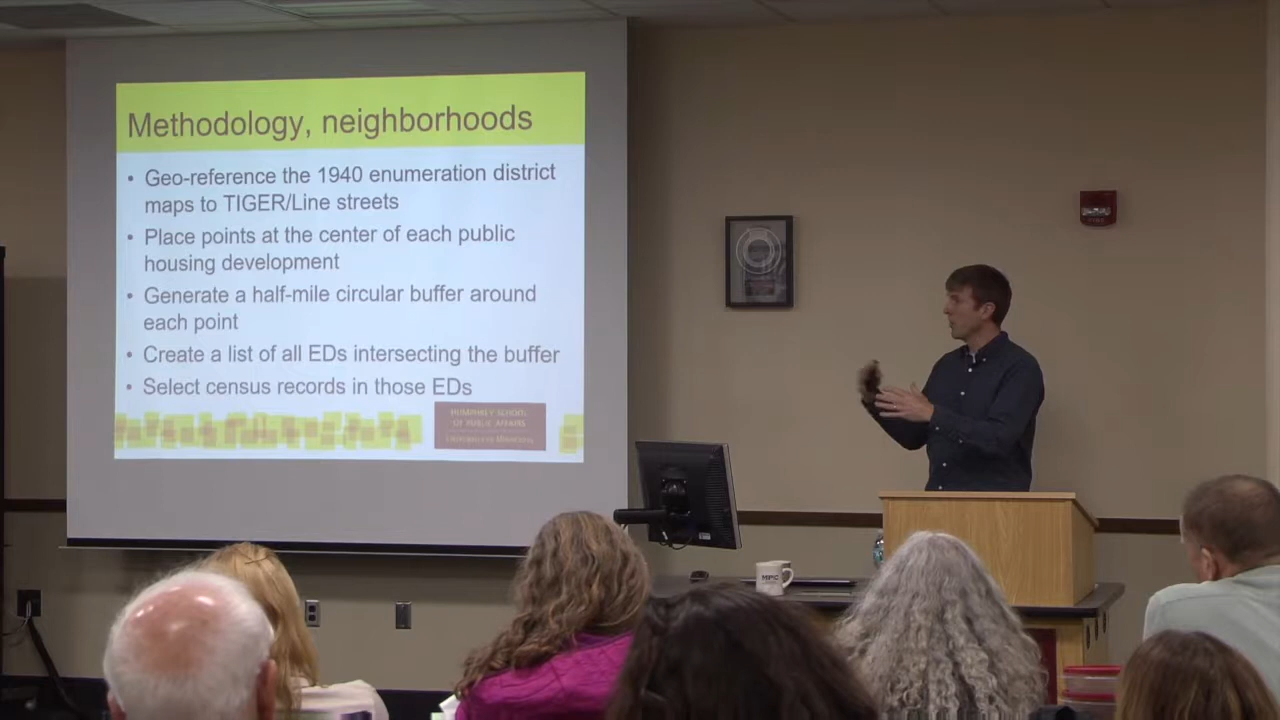 Methodology, neighborhoods
• Geo-reference the 1940 enumeration district
maps to TIGER/Line streets
• Place points at the center of each public
housing development
• Generate a half-mile circular buffer around
each point
• Create a list of all EDs intersecting the buffer
• Select census records in those EDs
HUMPHREY SCHOOL
OF PUBLIC AFFAIRS
UNIVERSITY OF MINNESOTA
MPC
FIRE